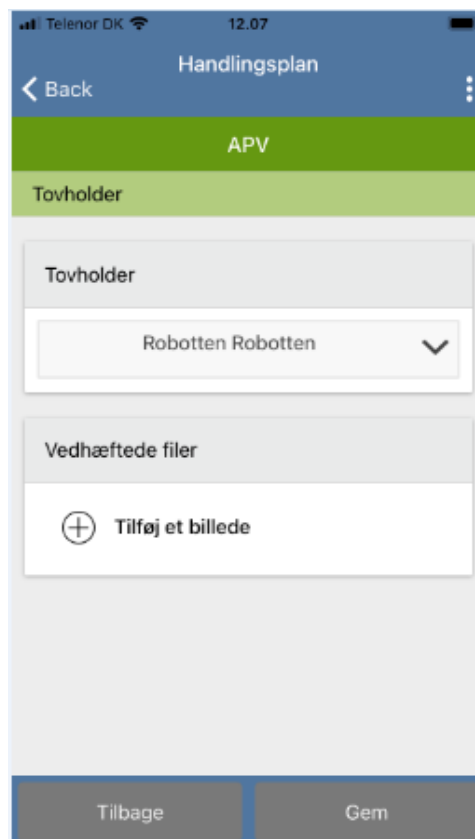 Telenor DK 12.07
Handlingsplan
Back
APV
Tovholder
Tovholder
Robotten Robotten
Vedhæftede filer
Tilføj et billede
Tilbage Gem